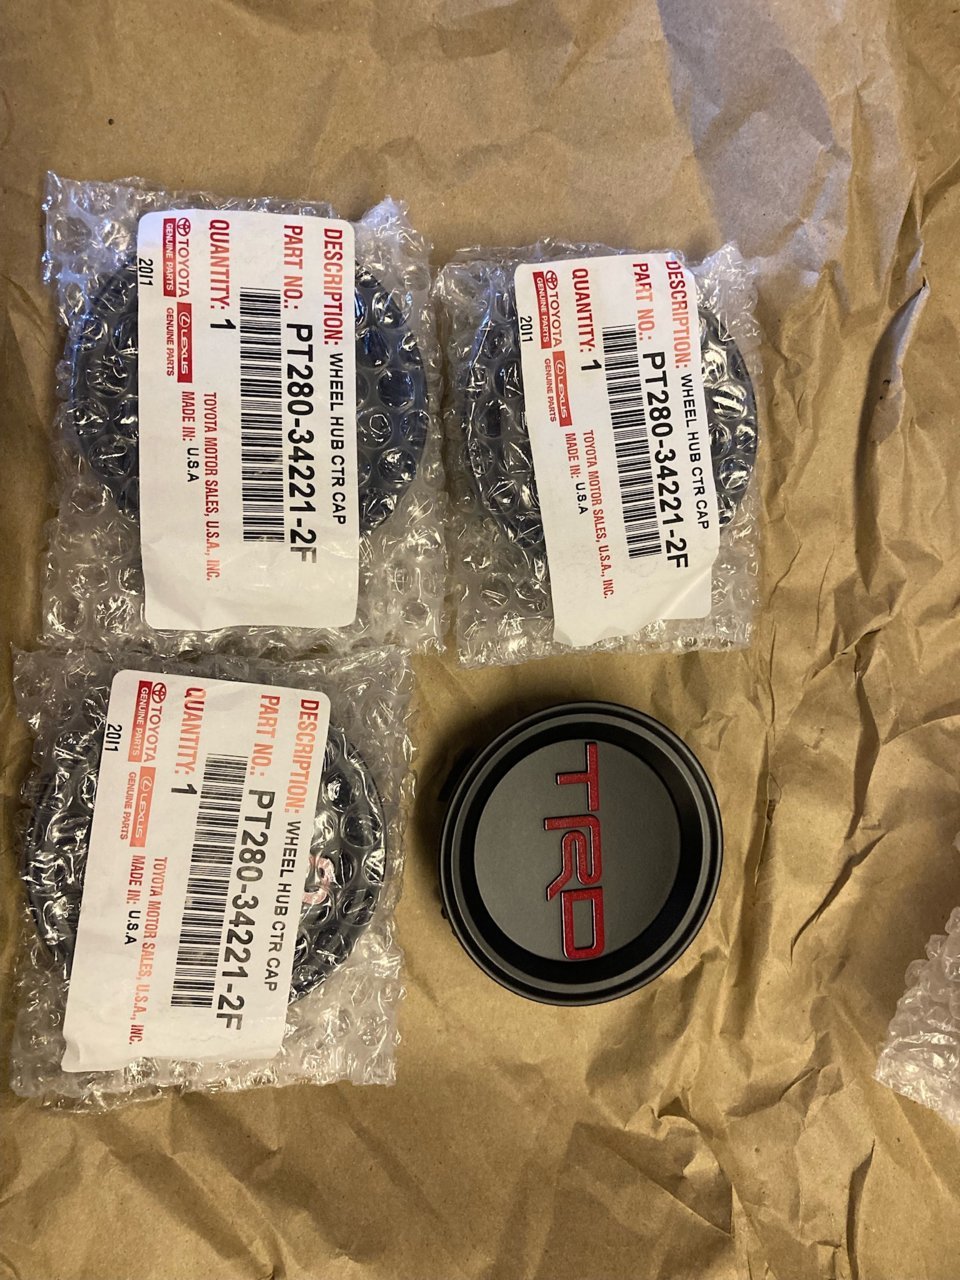 DESCRIPTION: WHEEL HUB CTR CAP
PART NO.: PT280-34221-2F
QUANTITY: 1
TOYOTA LEXUS TOYOTA MOTOR SALES, U.S.A., INC.
GENUINE PARTS GENUINE PARTS MADE IN: U.S.A
2011
DESCRIPTION: WHEEL HUB CTR CAP
PART NO.: PT280-34221-2F
QUANTITY: 1
TOYOTA LEXUS TOYOTA MOTOR SALES, U.S.A., INC.
GENUINE PARTS GENUINE PARTS MADE IN: U.S.A
2011
DESCRIPTION: WHEEL HUB CTR CAP
PART NO.: PT280-34221-2F
QUANTITY: 1
TOYOTA LEXUS TOYOTA MOTOR SALES, U.S.A., INC.
GENUINE PARTS GENUINE PARTS MADE IN: U.S.A
2011
TRD